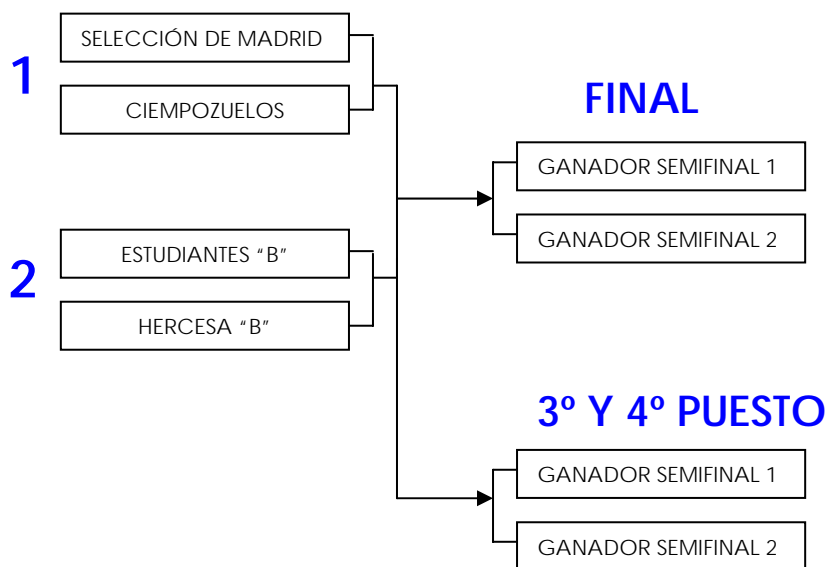 1
SELECCIÓN DE MADRID
CIEMPOZUELOS
2
ESTUDIANTES “B”
HERCESA “B”
FINAL
GANADOR SEMIFINAL 1
GANADOR SEMIFINAL 2
3º Y 4º PUESTO
GANADOR SEMIFINAL 1
GANADOR SEMIFINAL 2